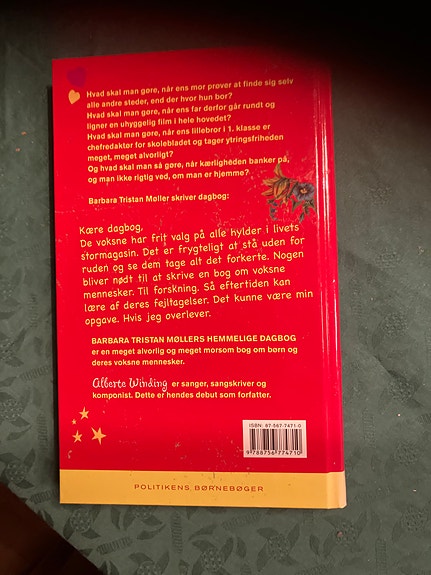 Hvad skal man gøre, når ens mor prøver at finde sig selv
alle andre steder, end der hvor hun bor?
Hvad skal man gøre, når ens far derfor går rundt og
ligner en uhyggelig film i hele hovedet?
Hvad skal man gøre, når ens lillebror i 1. klasse er
chefredaktør for skolebladet og tager ytringsfriheden
meget, meget alvorligt?
Og hvad skal man så gøre, når kærligheden banker på,
og man ikke rigtig ved, om man er hjemme?
Barbara Tristan Møller skriver dagbog:
Kære dagbog,
De voksne har frit valg på alle hylder i livets
stormagasin. Det er frygteligt at stå uden for
ruden og se dem tage alt det forkerte. Nogen
bliver nødt til at skrive en bog om voksne
mennesker. Til forskning. Så eftertiden kan
lære af deres fejltagelser. Det kunne være min
opgave. Hvis jeg overlever.
BARBARA TRISTAN MØLLERS HEMMELIGE DAGBOG
er en meget alvorlig og meget morsom bog om børn og
deres voksne mennesker.
Alberte Winding er sanger, sangskriver og
komponist. Dette er hendes debut som forfatter.
ISBN: 87-567-7471-0
9 788756 774710
POLITIKENS BØRNEBØGER